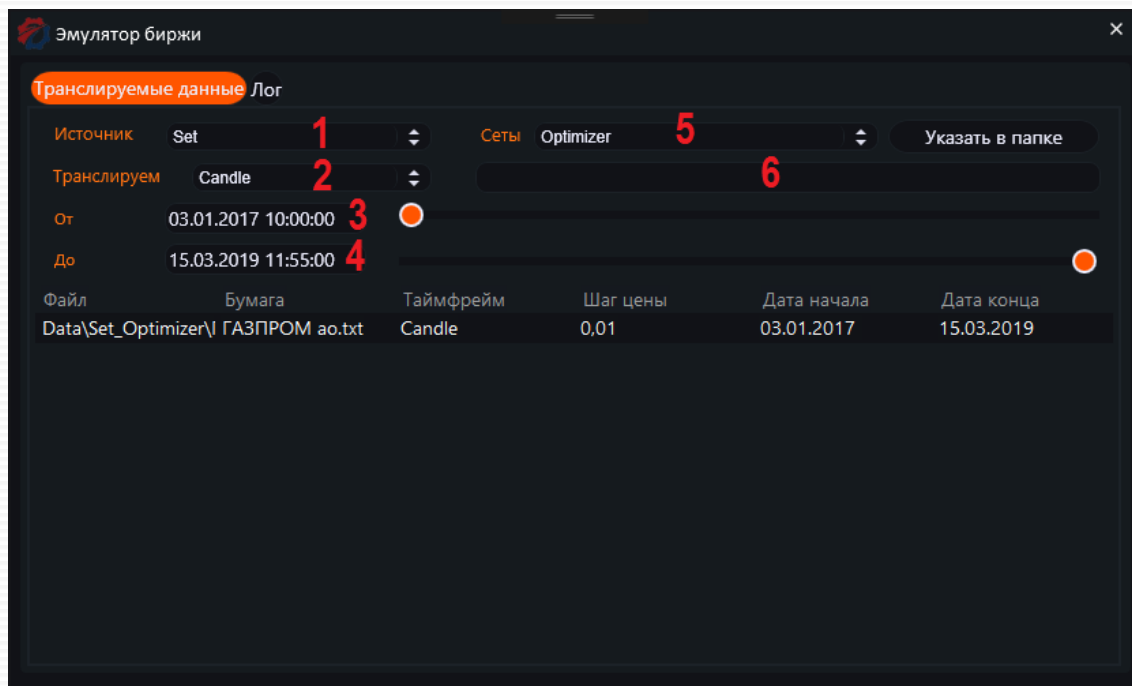 Эмулятор биржи
Транслируемые данные Лог
Источник Set 1 Сеты Optimizer 5 Указать в папке
Транслируем Candle 2 6
От 03.01.2017 10:00:00 3
До 15.03.2019 11:55:00 4
Файл Бумага Таймфрейм Шаг цены Дата начала Дата конца
Data\Set_Optimizer\I ГАЗПРОМ ао.txt Candle 0,01 03.01.2017 15.03.2019